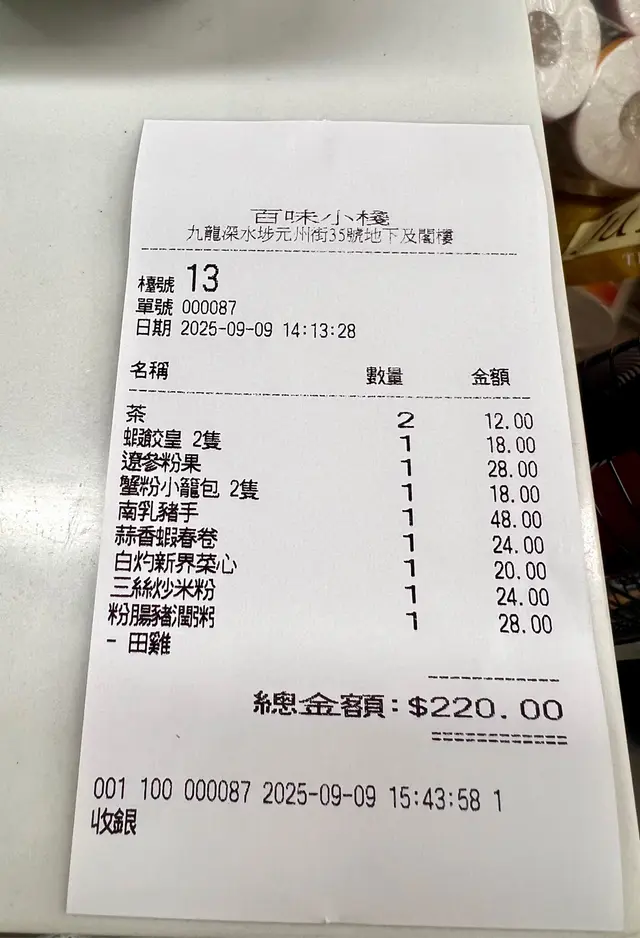 百味小棧
九龍深水埗元州街35號地下及閣樓
檯號 13
單號 000087
日期 2025-09-09 14:13:28
名稱 數量 金額
茶 2 12.00
蝦餃皇 2隻 1 18.00
遼參粉果 1 28.00
蟹粉小籠包 2隻 1 18.00
南乳豬手 1 48.00
蒜香蝦春卷 1 24.00
白灼新界菜心 1 20.00
三絲炒米粉 1 24.00
粉腸豬潤粥 1 28.00
- 田雞
總金額:$220.00
001 100 000087 2025-09-09 15:43:58 1
收銀